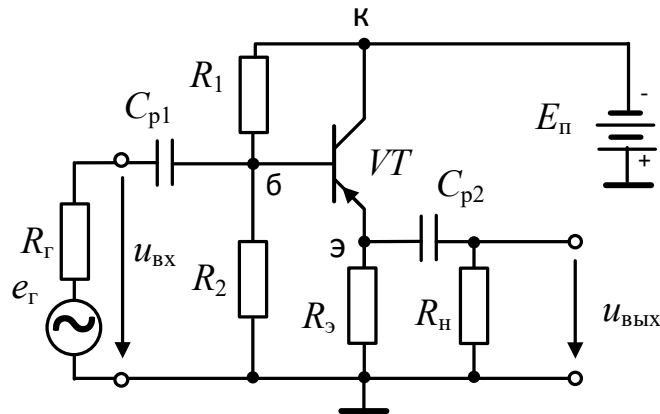 к
R₁
Cр1
-
Eп
+
б
VT
Cр2
Rг
uвх
э
eг
R₂
Rэ
Rн
uвых